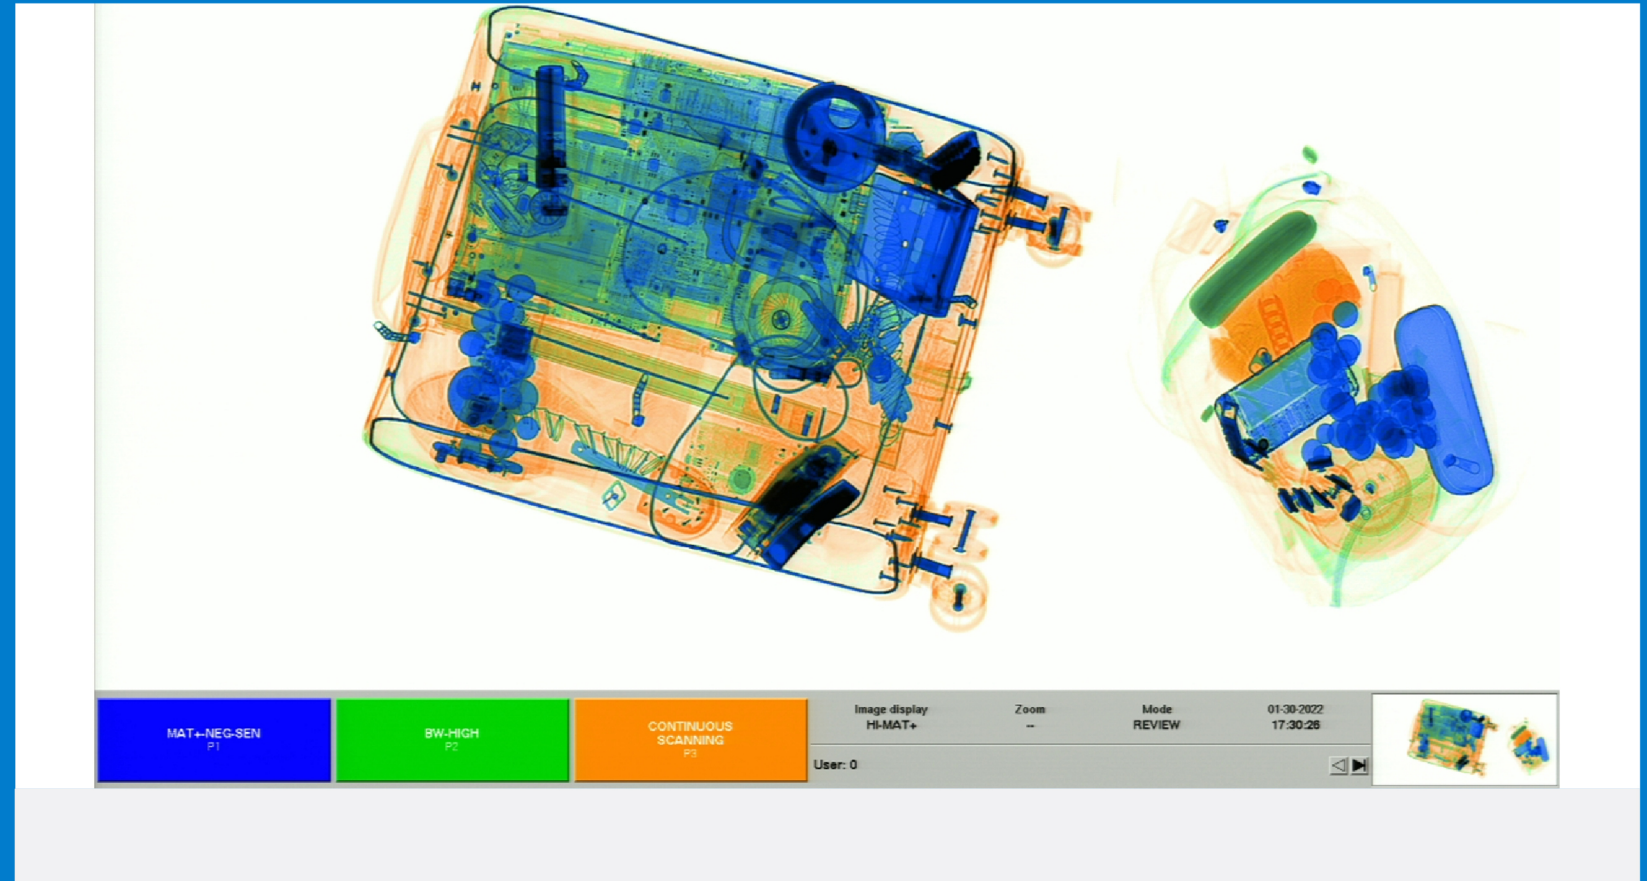 MAT+-NEG-SEN
P1
BW-HIGH
P2
CONTINUOUS
SCANNING
P3
Image display
HI-MAT+
Zoom
--
Mode
REVIEW
01-30-2022
17:30:26
User: 0